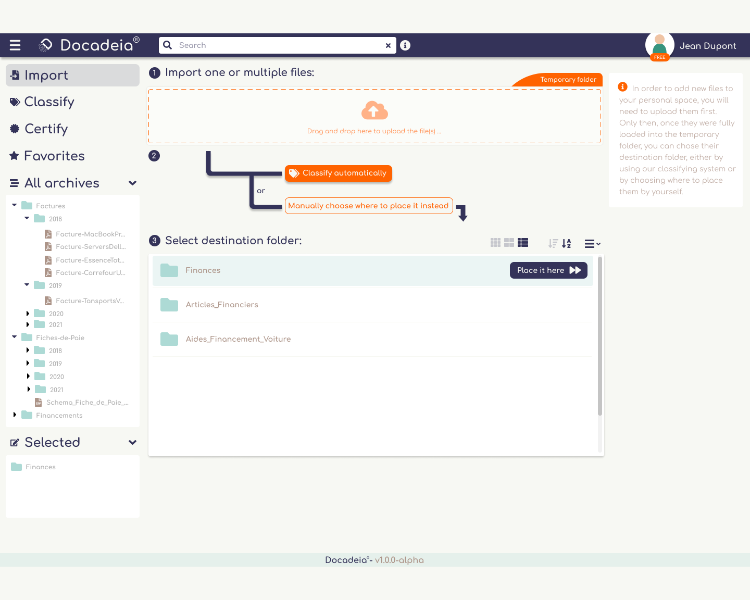 Docadeia®
Search
Jean Dupont
FREE
Import
Classify
Certify
Favorites
All archives
Factures
2018
Facture-MacBookPr...
Facture-ServersDell...
Facture-EssenceTot...
Facture-CarrefourU...
2019
Facture-TansportsV...
2020
2021
Fiches-de-Paie
2018
2019
2020
2021
Schema_Fiche_de_Paie_...
Financements
Selected
Finances
1 Import one or multiple files:
Temporary folder
Drag and drop here to upload the file(s)...
2
Classify automatically
or
Manually choose where to place it instead
3 Select destination folder:
Finances
Place it here
Articles_Financiers
Aides_Financement_Voiture
In order to add new files to
your personal space, you will
need to upload them first.
Only then, once they were fully
loaded into the temporary
folder, you can chose their
destination folder, either by
using our classifying system or
by choosing where to place
them by yourself.
Docadeia®- v1.0.0-alpha